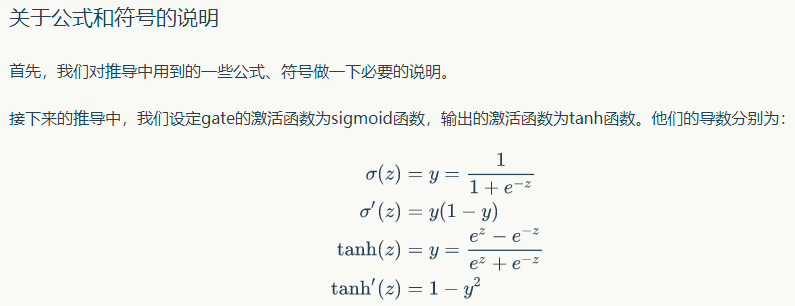 关于公式和符号的说明
首先，我们对推导中用到的一些公式、符号做一下必要的说明。
接下来的推导中，我们设定gate的激活函数为sigmoid函数，输出的激活函数为tanh函数。他们的导数分别为：
σ(z) = y = 1 / (1 + e^{-z})
σ′(z) = y(1 − y)
tanh(z) = y = (e^z − e^{-z}) / (e^z + e^{-z})
tanh′(z) = 1 − y^2